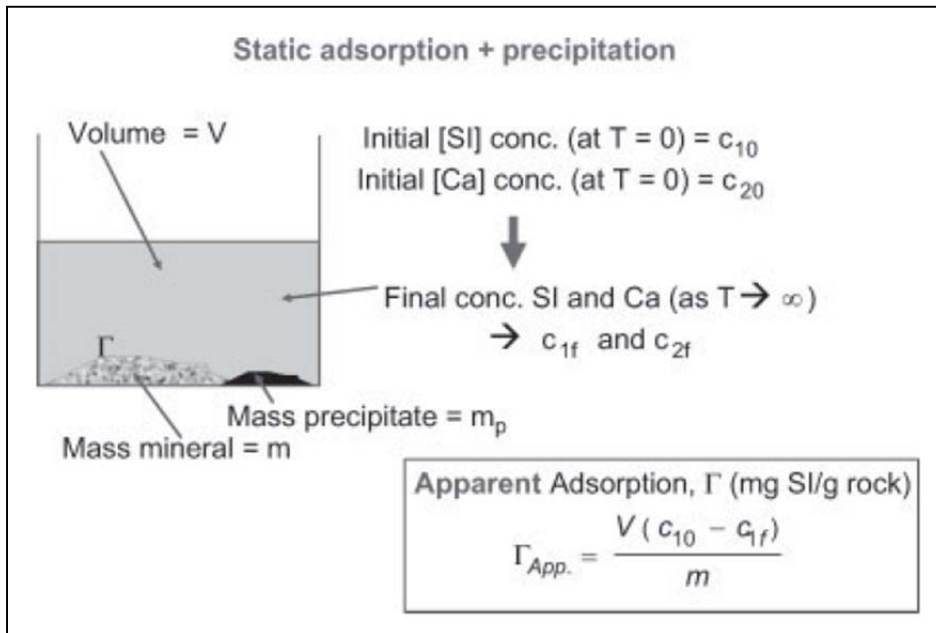 Static adsorption + precipitation
Volume = V
Initial [SI] conc. (at T = 0) = c₁₀
Initial [Ca] conc. (at T = 0) = c₂₀
Final conc. SI and Ca (as T → ∞)
→ c₁f and c₂f
Γ
Mass precipitate = mₚ
Mass mineral = m
Apparent Adsorption, Γ (mg SI/g rock)
Γ_App. = V ( c₁₀ − c₁f ) / m